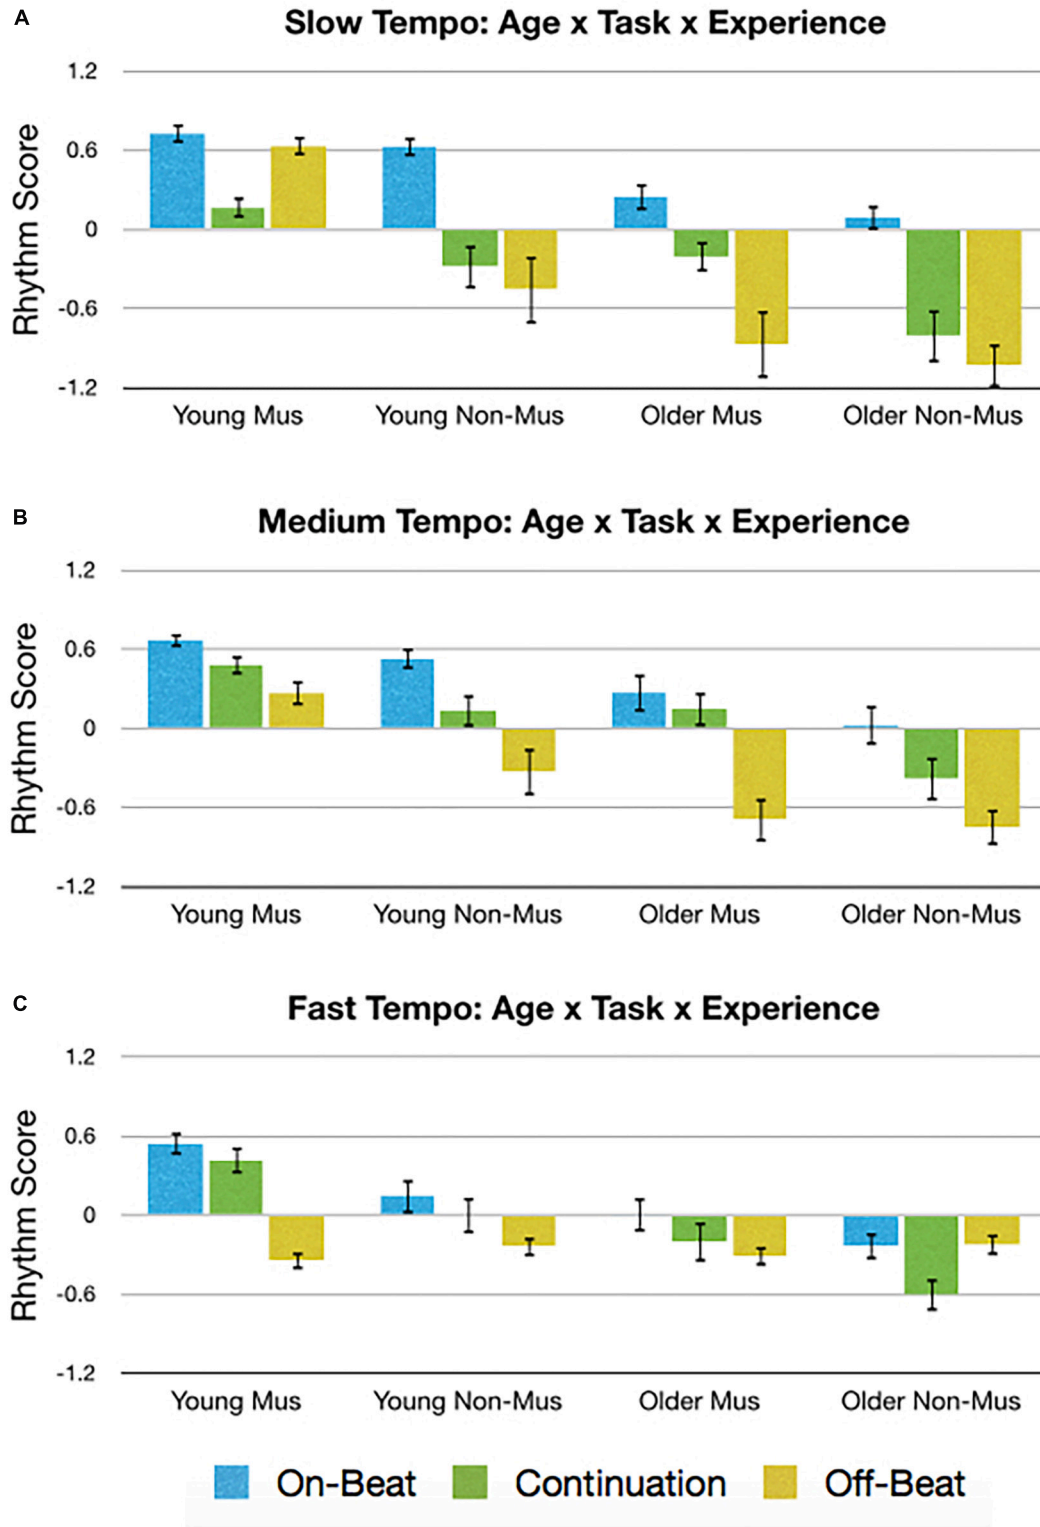 A
Slow Tempo: Age x Task x Experience
1.2
0.6
0
-0.6
-1.2
Rhythm Score
Young Mus Young Non-Mus Older Mus Older Non-Mus
B
Medium Tempo: Age x Task x Experience
1.2
0.6
0
-0.6
-1.2
Rhythm Score
Young Mus Young Non-Mus Older Mus Older Non-Mus
C
Fast Tempo: Age x Task x Experience
1.2
0.6
0
-0.6
-1.2
Rhythm Score
Young Mus Young Non-Mus Older Mus Older Non-Mus
On-Beat Continuation Off-Beat